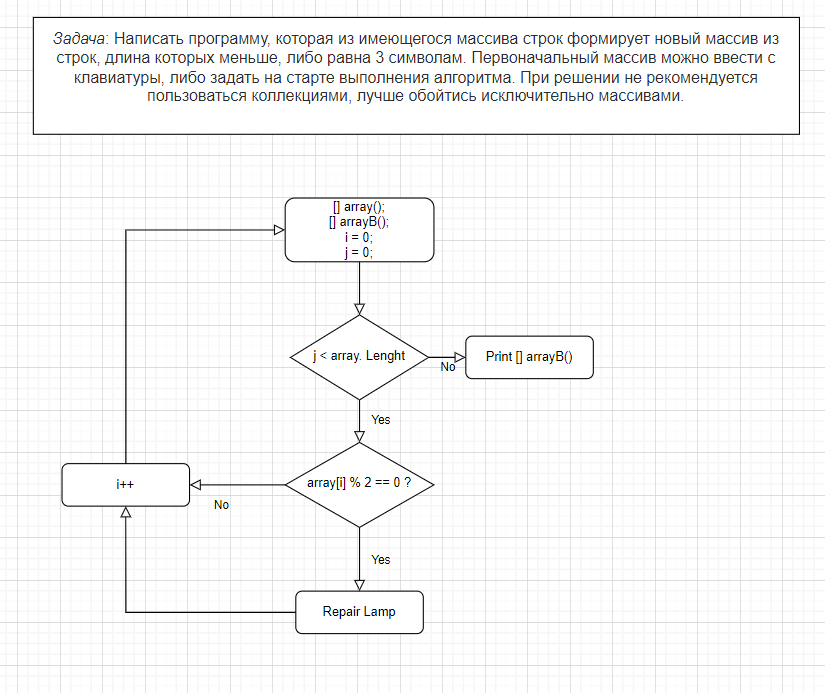 Задача: Написать программу, которая из имеющегося массива строк формирует новый массив из
строк, длина которых меньше, либо равна 3 символам. Первоначальный массив можно ввести с
клавиатуры, либо задать на старте выполнения алгоритма. При решении не рекомендуется
пользоваться коллекциями, лучше обойтись исключительно массивами.
[] array();
[] arrayB();
i = 0;
j = 0;
j < array. Lenght
No
Print [] arrayB()
Yes
array[i] % 2 == 0 ?
i++
No
Yes
Repair Lamp